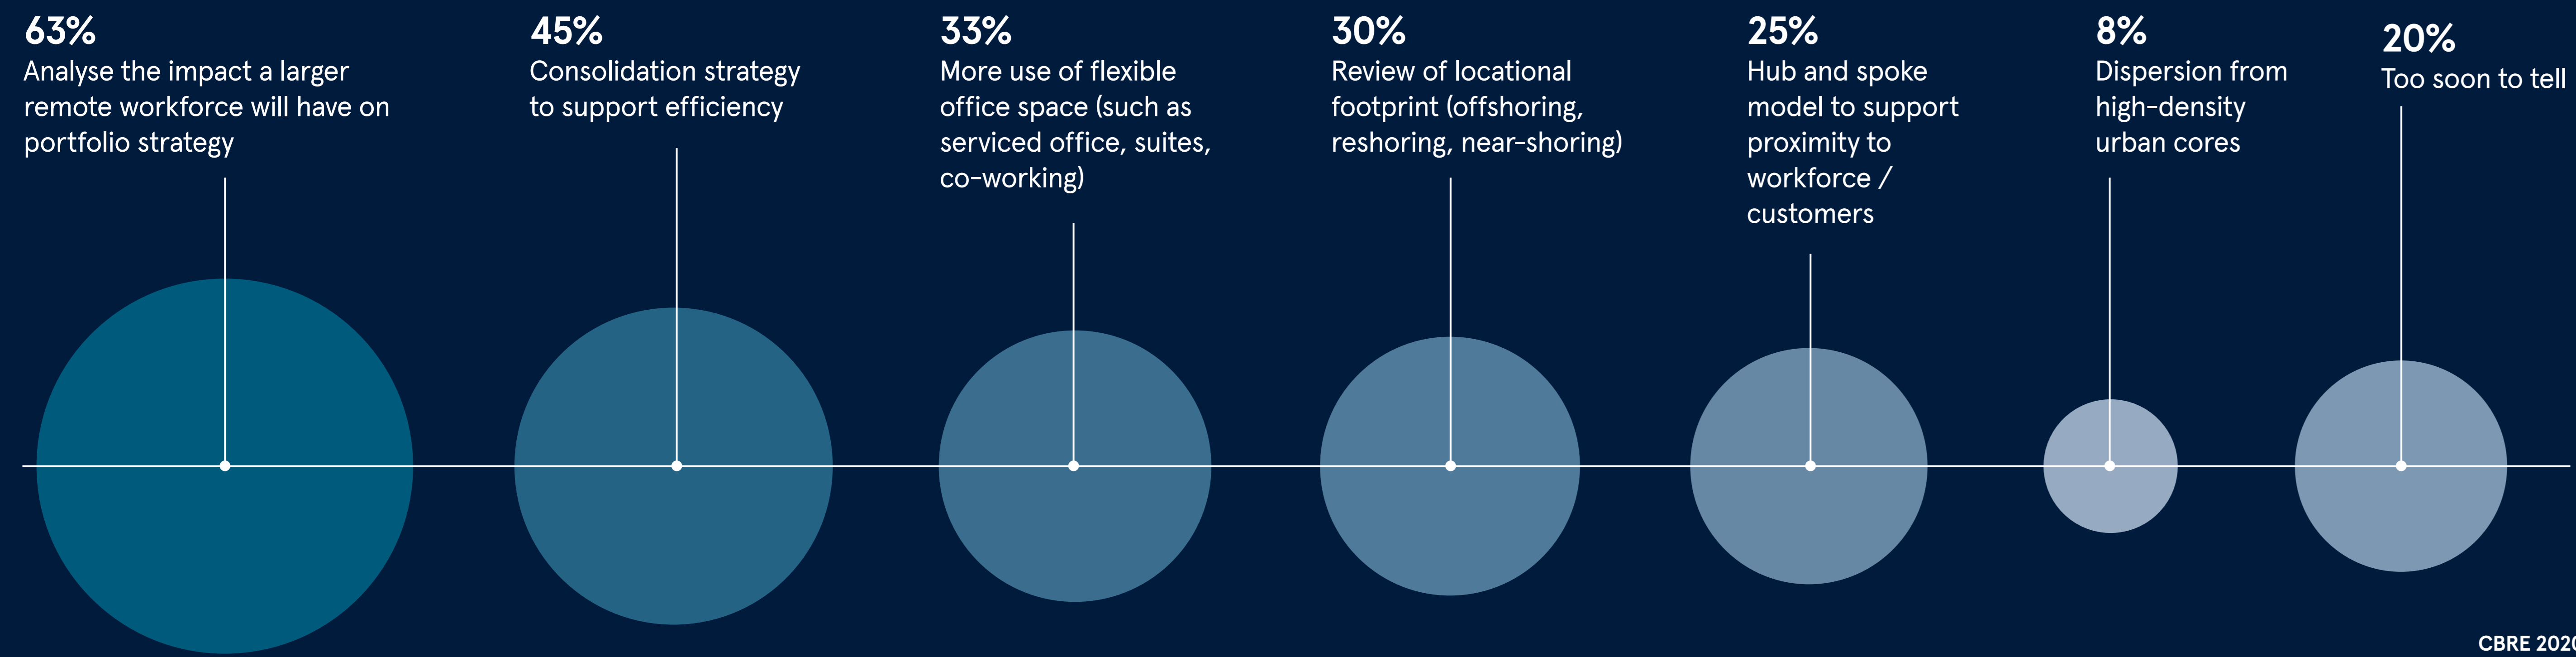 63%
Analyse the impact a larger
remote workforce will have on
portfolio strategy
45%
Consolidation strategy
to support efficiency
33%
More use of flexible
office space (such as
serviced office, suites,
co-working)
30%
Review of locational
footprint (offshoring,
reshoring, near-shoring)
25%
Hub and spoke
model to support
proximity to
workforce /
customers
8%
Dispersion from
high-density
urban cores
20%
Too soon to tell
CBRE 2020